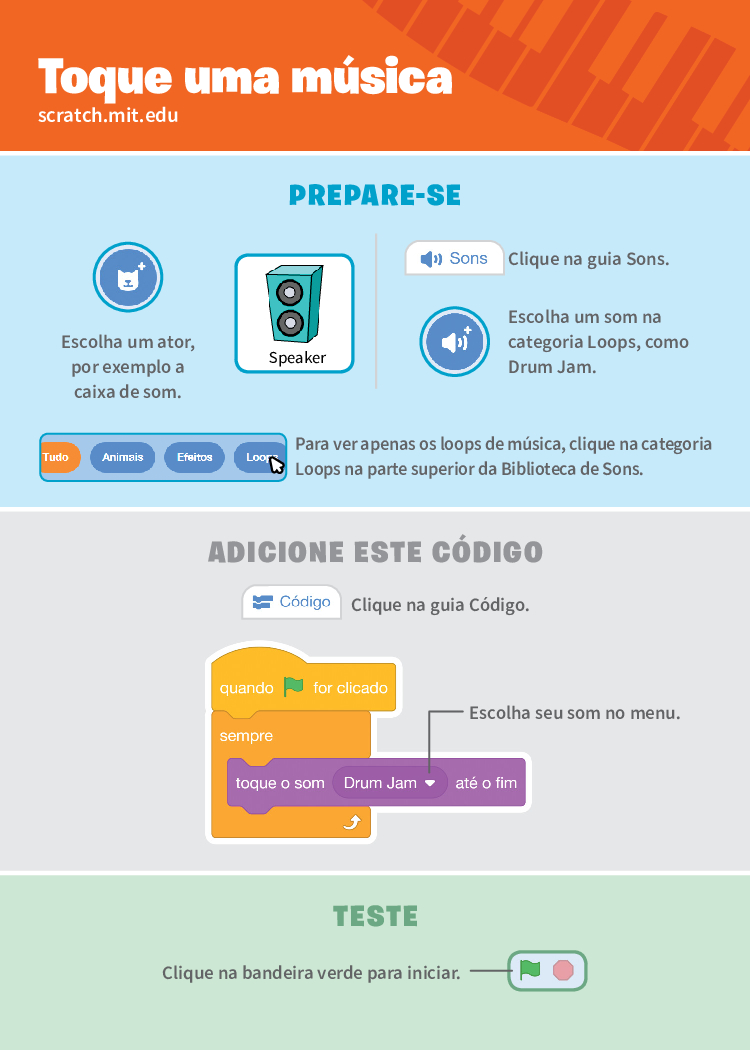 Toque uma música
scratch.mit.edu
PREPARE-SE
Escolha um ator,
por exemplo a
caixa de som.
Speaker
Sons
Clique na guia Sons.
Escolha um som na
categoria Loops, como
Drum Jam.
Tudo
Animais
Efeitos
Loops
Para ver apenas os loops de música, clique na categoria
Loops na parte superior da Biblioteca de Sons.
ADICIONE ESTE CÓDIGO
Código
Clique na guia Código.
quando for clicado
sempre
toque o som Drum Jam até o fim
Escolha seu som no menu.
TESTE
Clique na bandeira verde para iniciar.